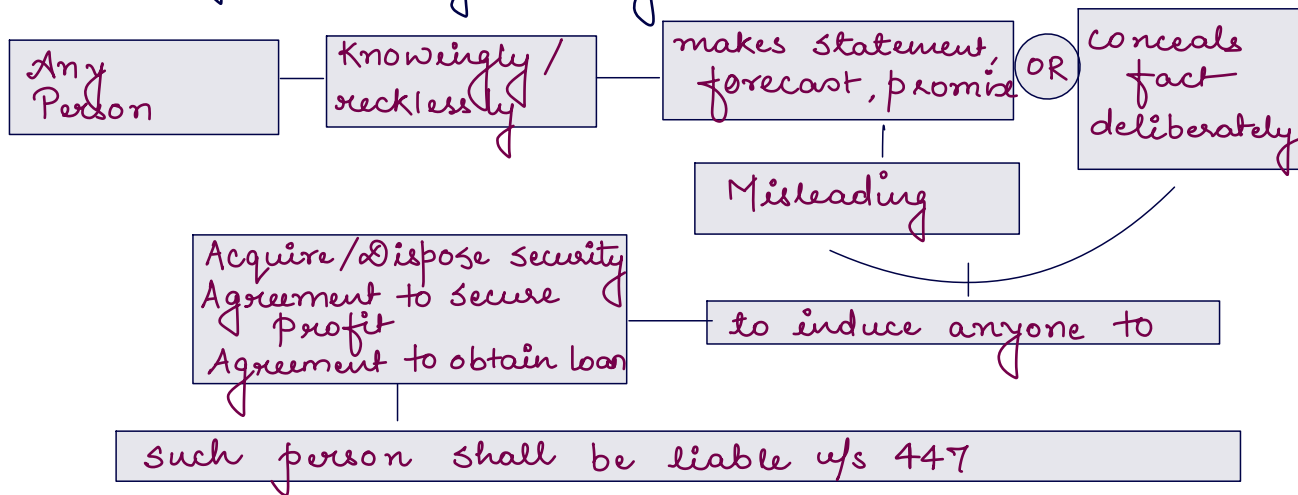 Any
Person
Knowingly /
recklessly
makes statement,
forecast, promise
OR
conceals
fact
deliberately
Misleading
Acquire/Dispose security
Agreement to secure
profit
Agreement to obtain loan
to induce anyone to
such person shall be liable u/s 447